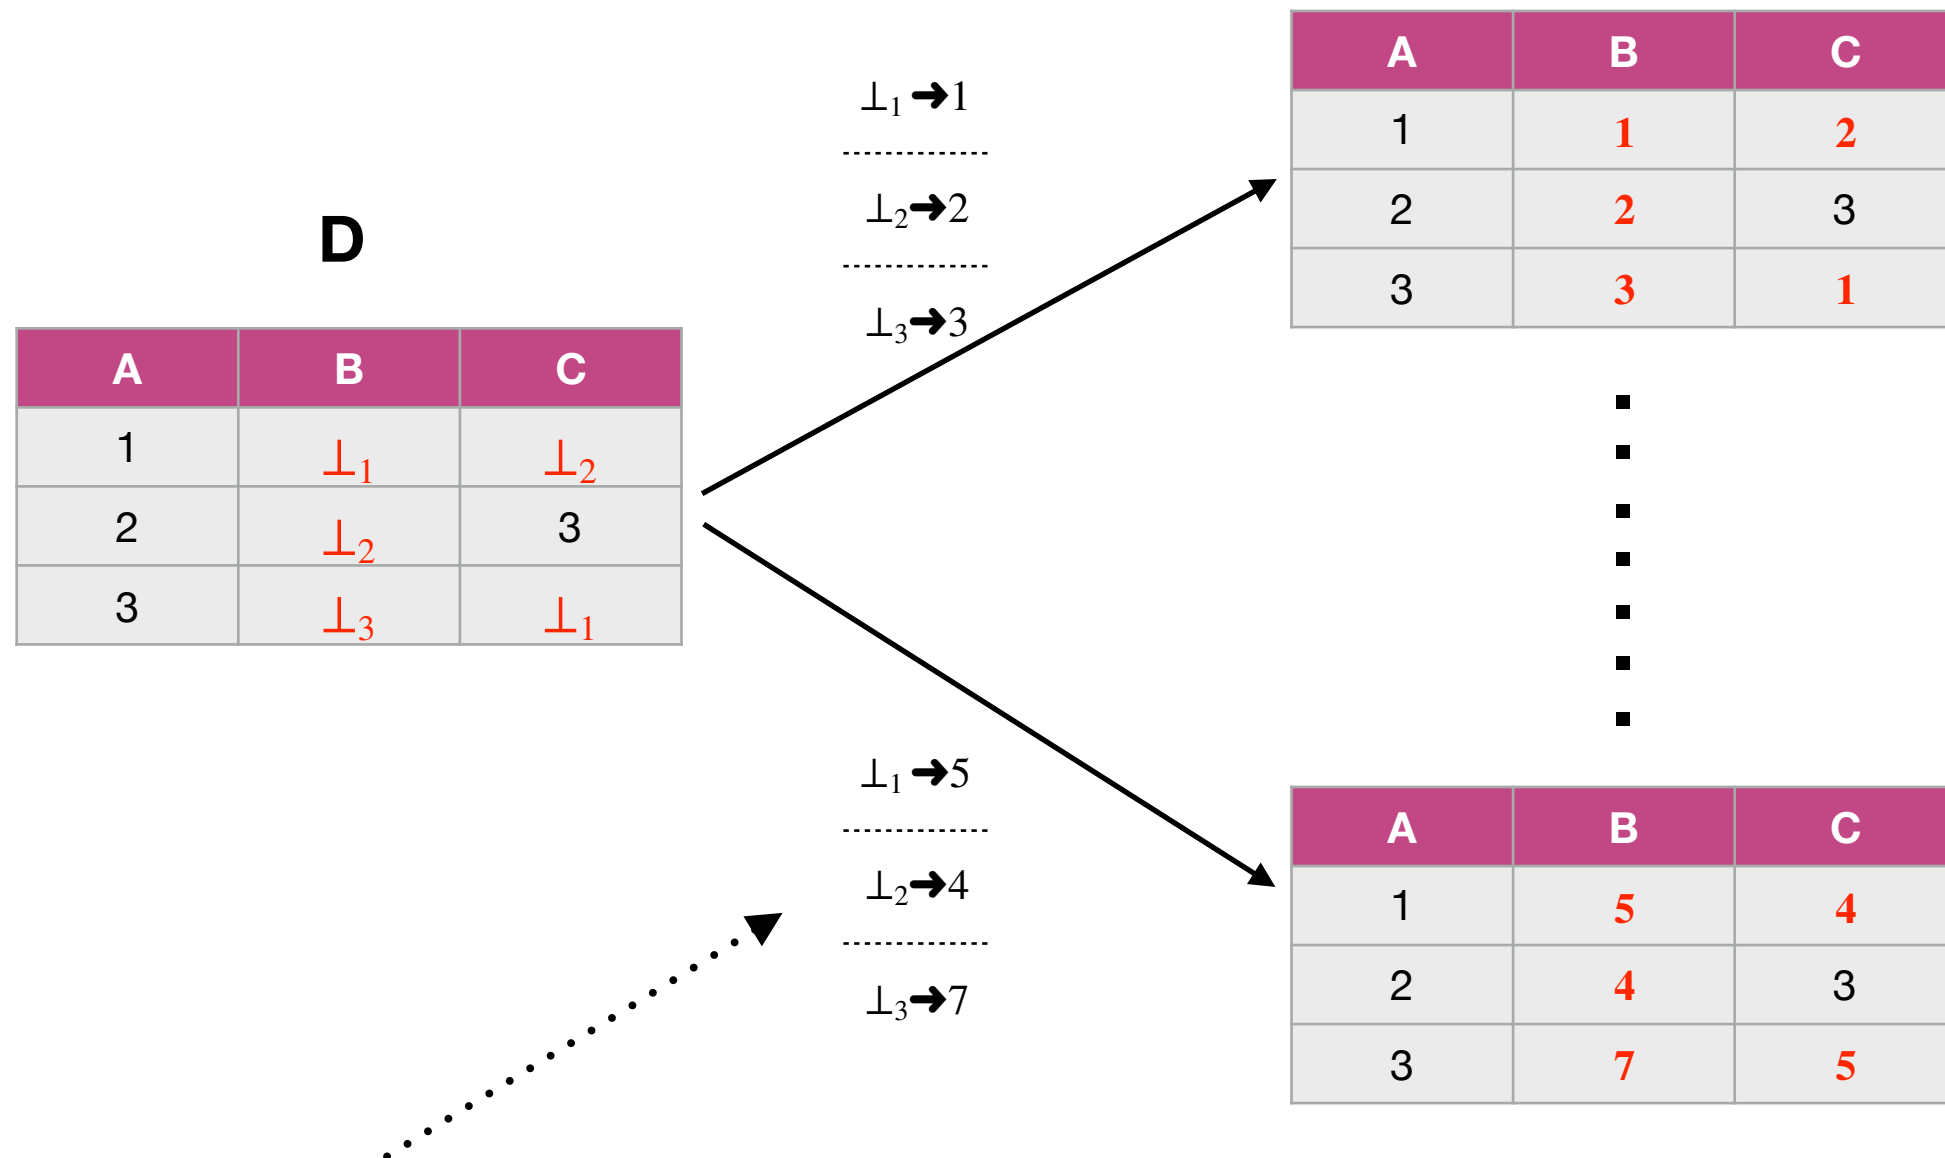 D
A B C
1 ⊥1 ⊥2
2 ⊥2 3
3 ⊥3 ⊥1
⊥1 ➜ 1
⊥2 ➜ 2
⊥3 ➜ 3
⊥1 ➜ 5
⊥2 ➜ 4
⊥3 ➜ 7
A B C
1 1 2
2 2 3
3 3 1
A B C
1 5 4
2 4 3
3 7 5